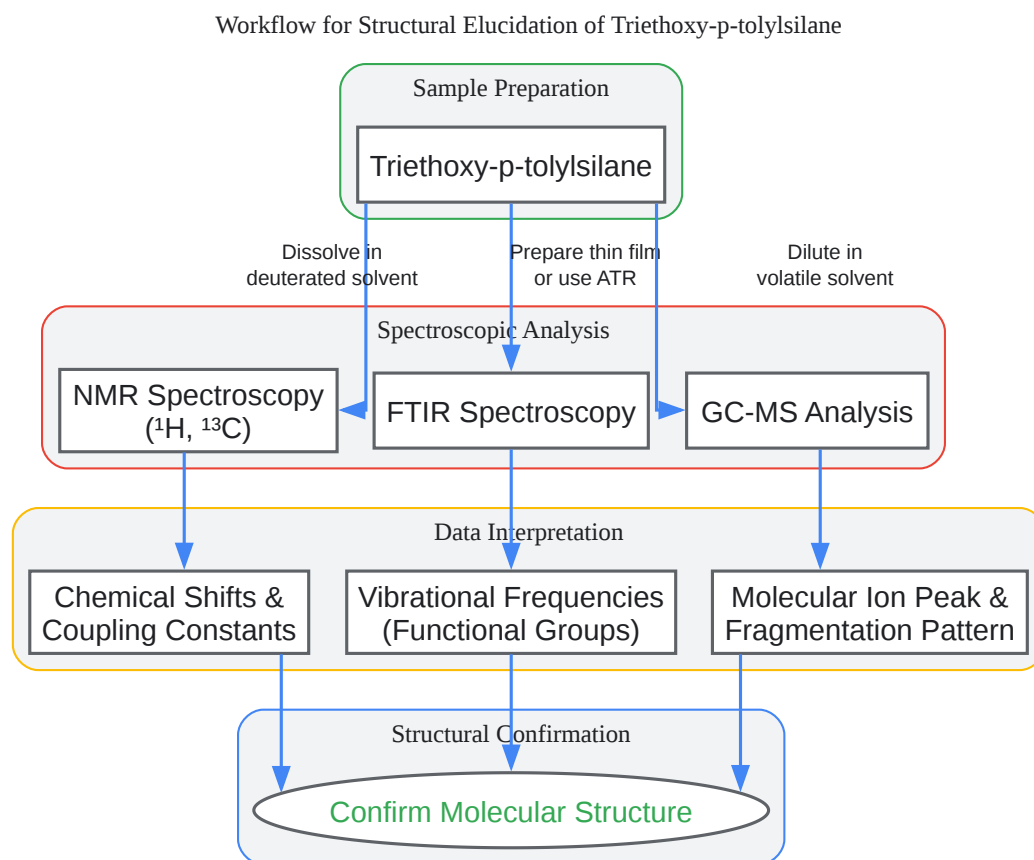 Workflow for Structural Elucidation of Triethoxy-p-tolylsilane
Sample Preparation
Triethoxy-p-tolylsilane
Dissolve in
deuterated solvent
Prepare thin film
or use ATR
Dilute in
volatile solvent
Spectroscopic Analysis
NMR Spectroscopy
(¹H, ¹³C)
FTIR Spectroscopy
GC-MS Analysis
Data Interpretation
Chemical Shifts &
Coupling Constants
Vibrational Frequencies
(Functional Groups)
Molecular Ion Peak &
Fragmentation Pattern
Structural Confirmation
Confirm Molecular Structure